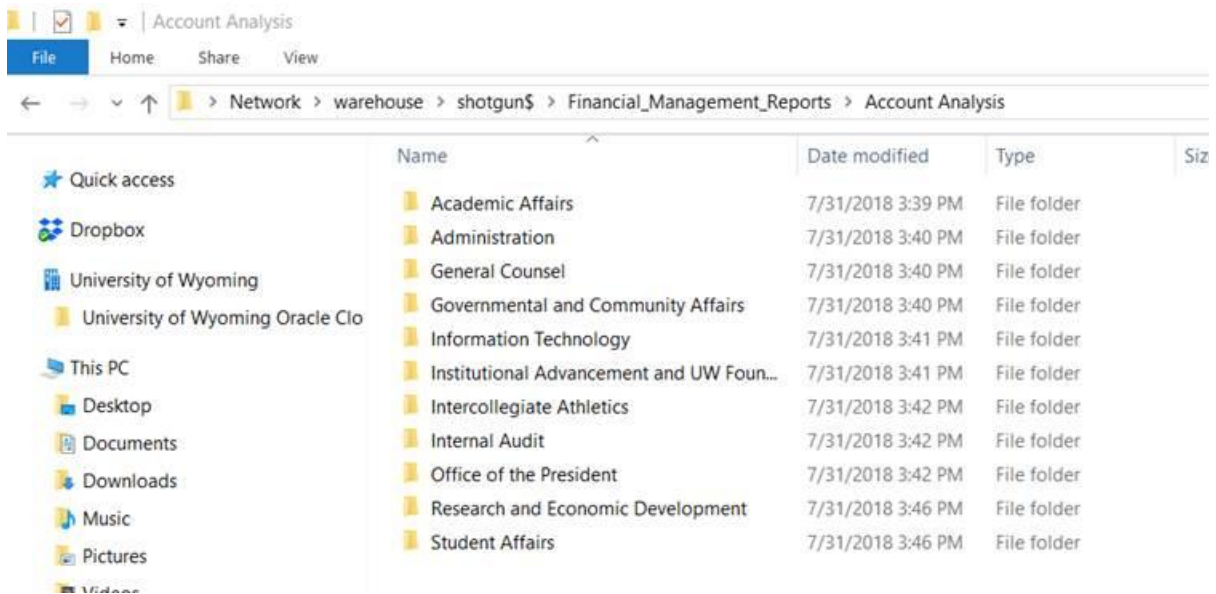 Account Analysis
File Home Share View
Network > warehouse > shotgun$ > Financial_Management_Reports > Account Analysis
Name Date modified Type Siz
Quick access
Dropbox
University of Wyoming
University of Wyoming Oracle Clo
This PC
Desktop
Documents
Downloads
Music
Pictures
Videos
Academic Affairs 7/31/2018 3:39 PM File folder
Administration 7/31/2018 3:40 PM File folder
General Counsel 7/31/2018 3:40 PM File folder
Governmental and Community Affairs 7/31/2018 3:40 PM File folder
Information Technology 7/31/2018 3:41 PM File folder
Institutional Advancement and UW Foun... 7/31/2018 3:41 PM File folder
Intercollegiate Athletics 7/31/2018 3:42 PM File folder
Internal Audit 7/31/2018 3:42 PM File folder
Office of the President 7/31/2018 3:42 PM File folder
Research and Economic Development 7/31/2018 3:46 PM File folder
Student Affairs 7/31/2018 3:46 PM File folder